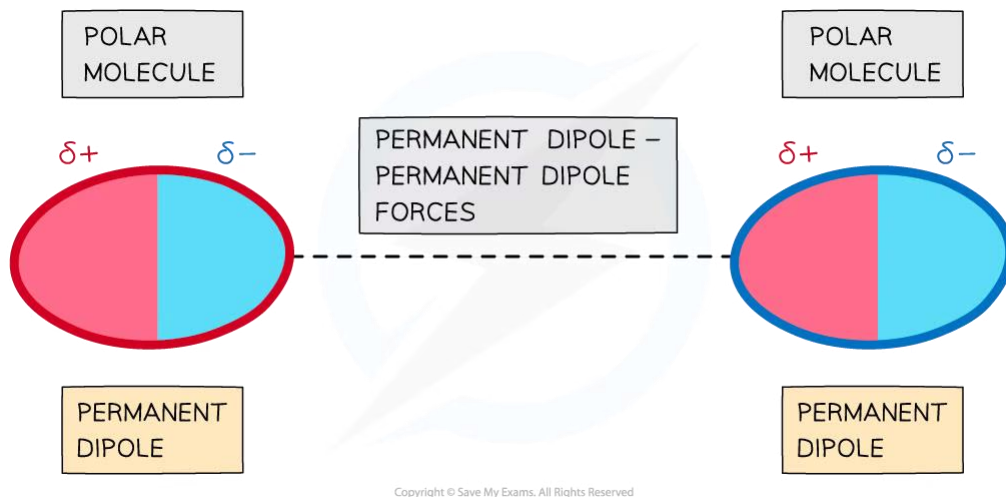 POLAR
MOLECULE
POLAR
MOLECULE
δ+
δ−
PERMANENT DIPOLE –
PERMANENT DIPOLE
FORCES
δ+
δ−
PERMANENT
DIPOLE
PERMANENT
DIPOLE
Copyright © Save My Exams. All Rights Reserved